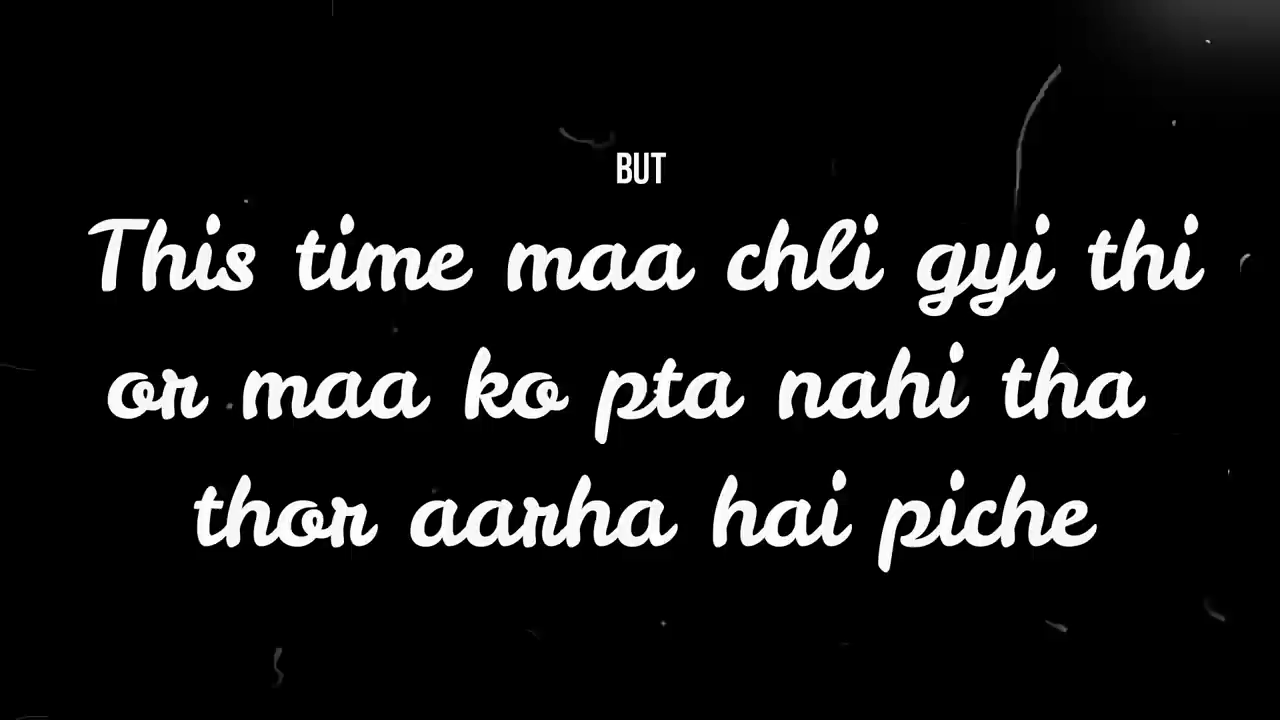 BUT
This time maa chli gyi thi
or maa ko pta nahi tha
thor aarha hai piche